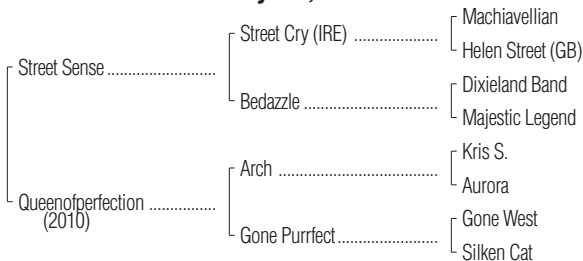 Machiavellian
Street Cry (IRE) ....................
Helen Street (GB)
Street Sense ..........................
Dixieland Band
Bedazzle ................................
Majestic Legend
Kris S.
Arch ......................................
Aurora
Queenofperfection ................
(2010)
Gone West
Gone Purrfect........................
Silken Cat